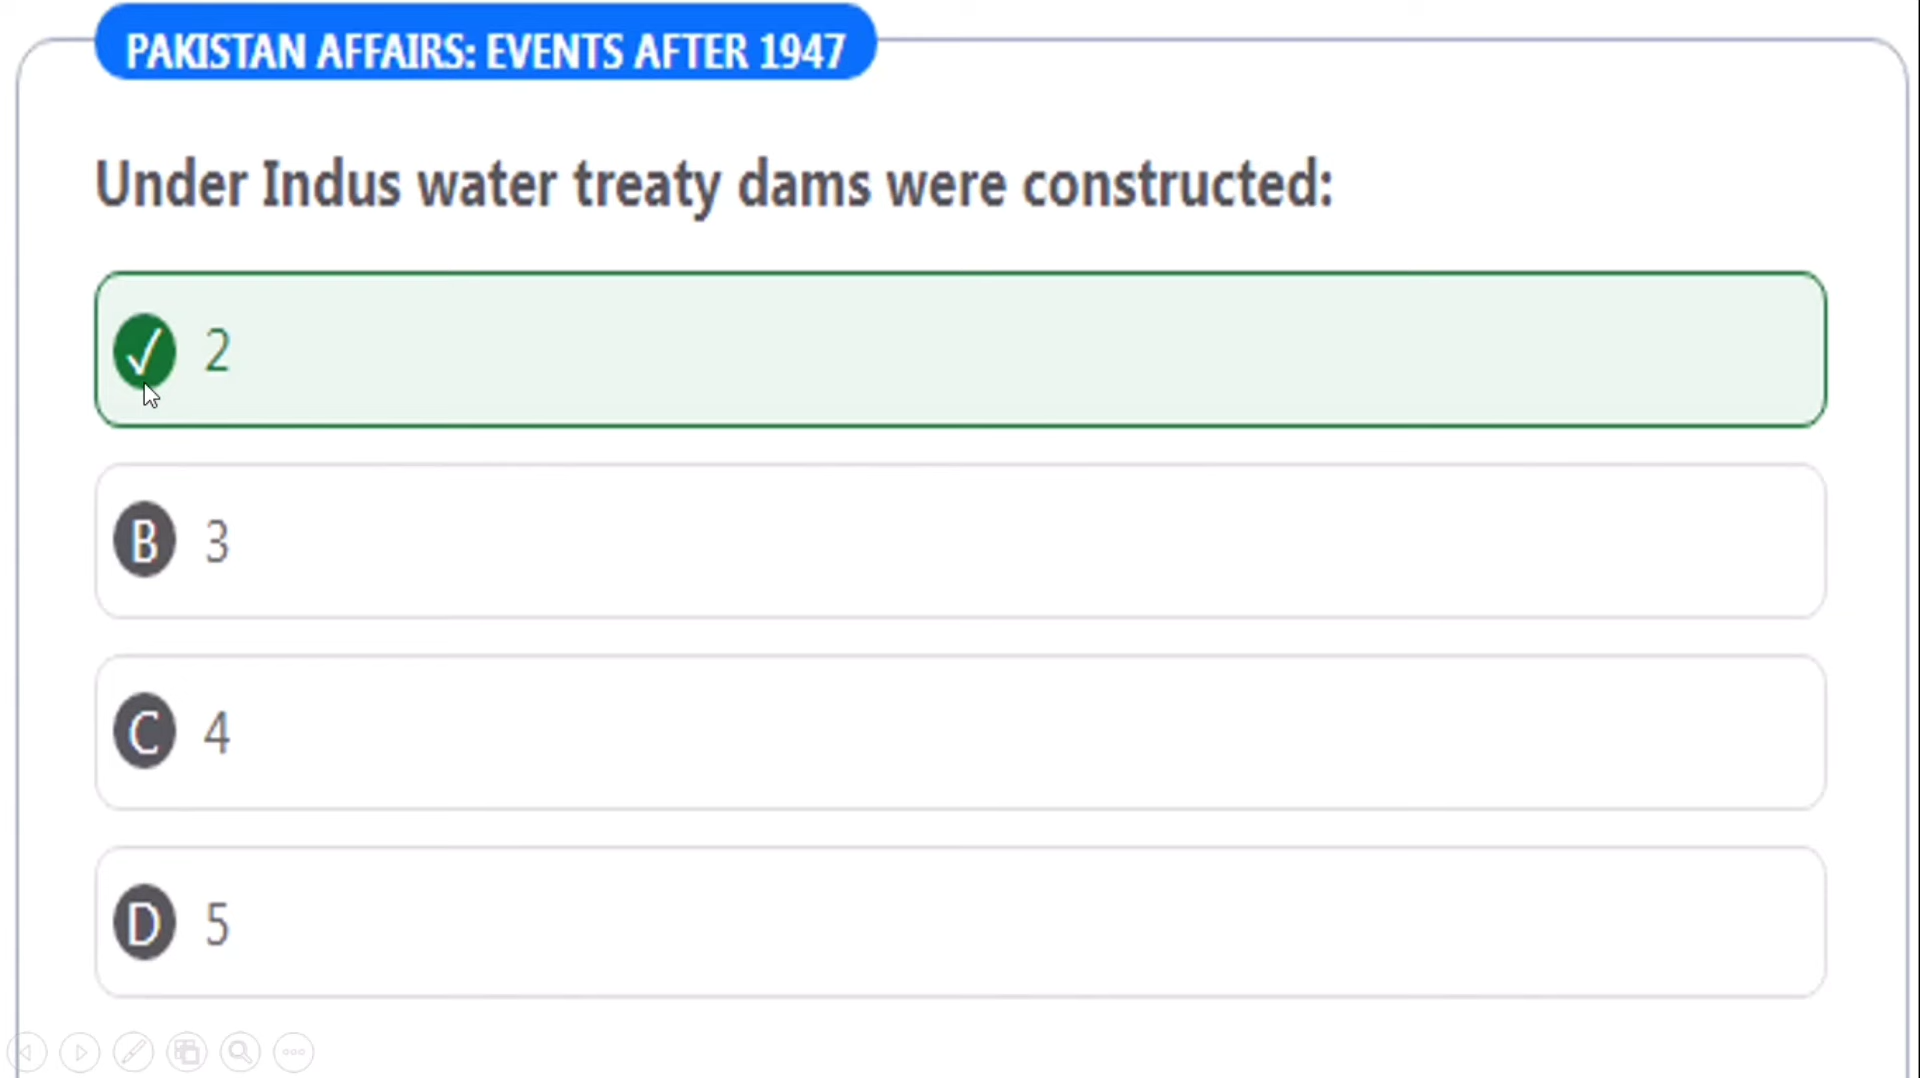 PAKISTAN AFFAIRS: EVENTS AFTER 1947
Under Indus water treaty dams were constructed:
2
B 3
C 4
D 5